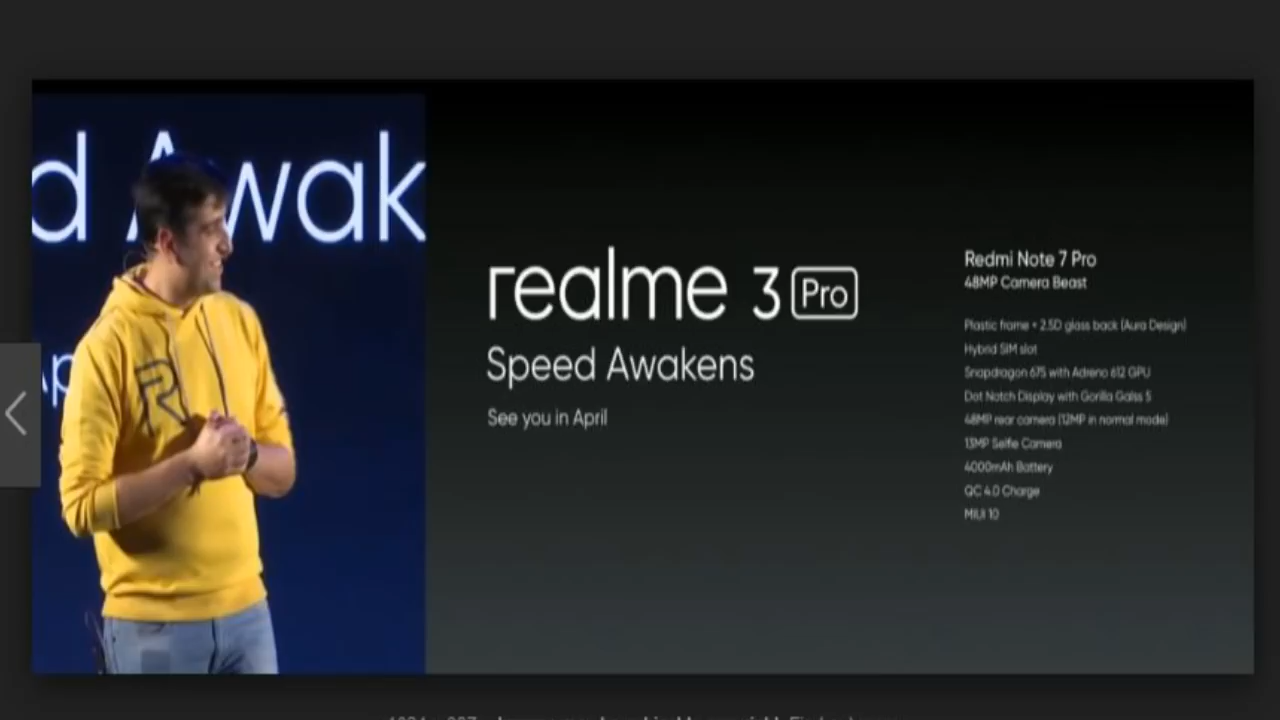 d Awak
Ap
R
realme 3 Pro
Speed Awakens
See you in April
Redmi Note 7 Pro
48MP Camera Beast
Plastic frame + 2.5D glass back (Aura Design)
Hybrid SIM slot
Snapdragon 675 with Adreno 612 GPU
Dot Notch Display with Gorilla Galss 5
48MP rear camera (12MP in normal mode)
13MP Selfie Camera
4000mAh Battery
QC 4.0 Charge
MIUI 10